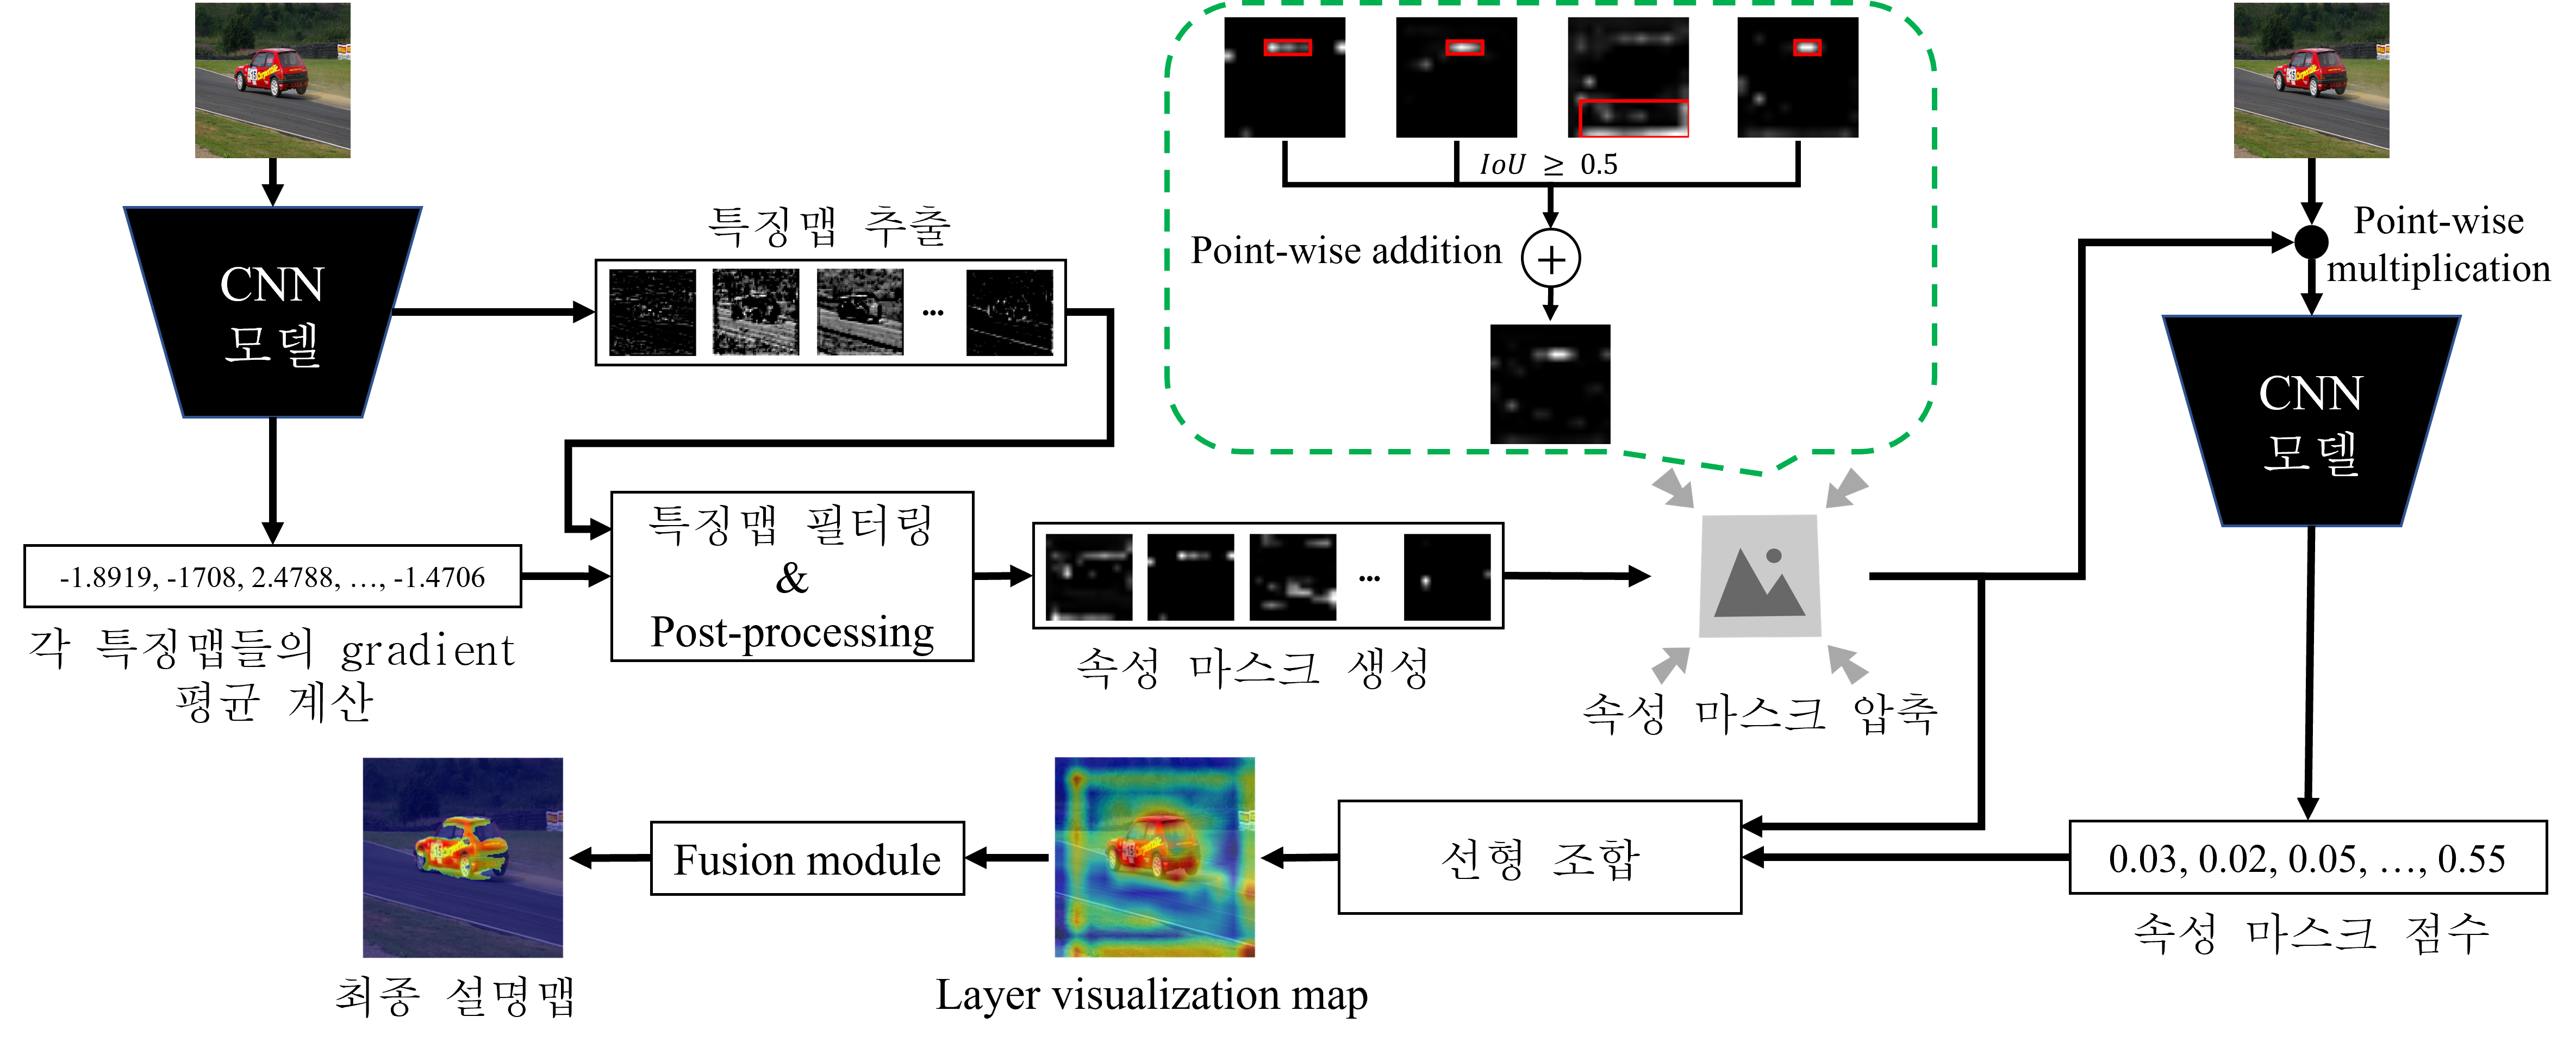 CNN
모델
특징맵 추출
IoU ≥ 0.5
Point-wise addition
+
Point-wise
multiplication
CNN
모델
-1.8919, -1708, 2.4788, …, -1.4706
각 특징맵들의 gradient
평균 계산
특징맵 필터링
&
Post-processing
...
...
속성 마스크 생성
속성 마스크 압축
0.03, 0.02, 0.05, …, 0.55
속성 마스크 점수
선형 조합
Layer visualization map
Fusion module
최종 설명맵